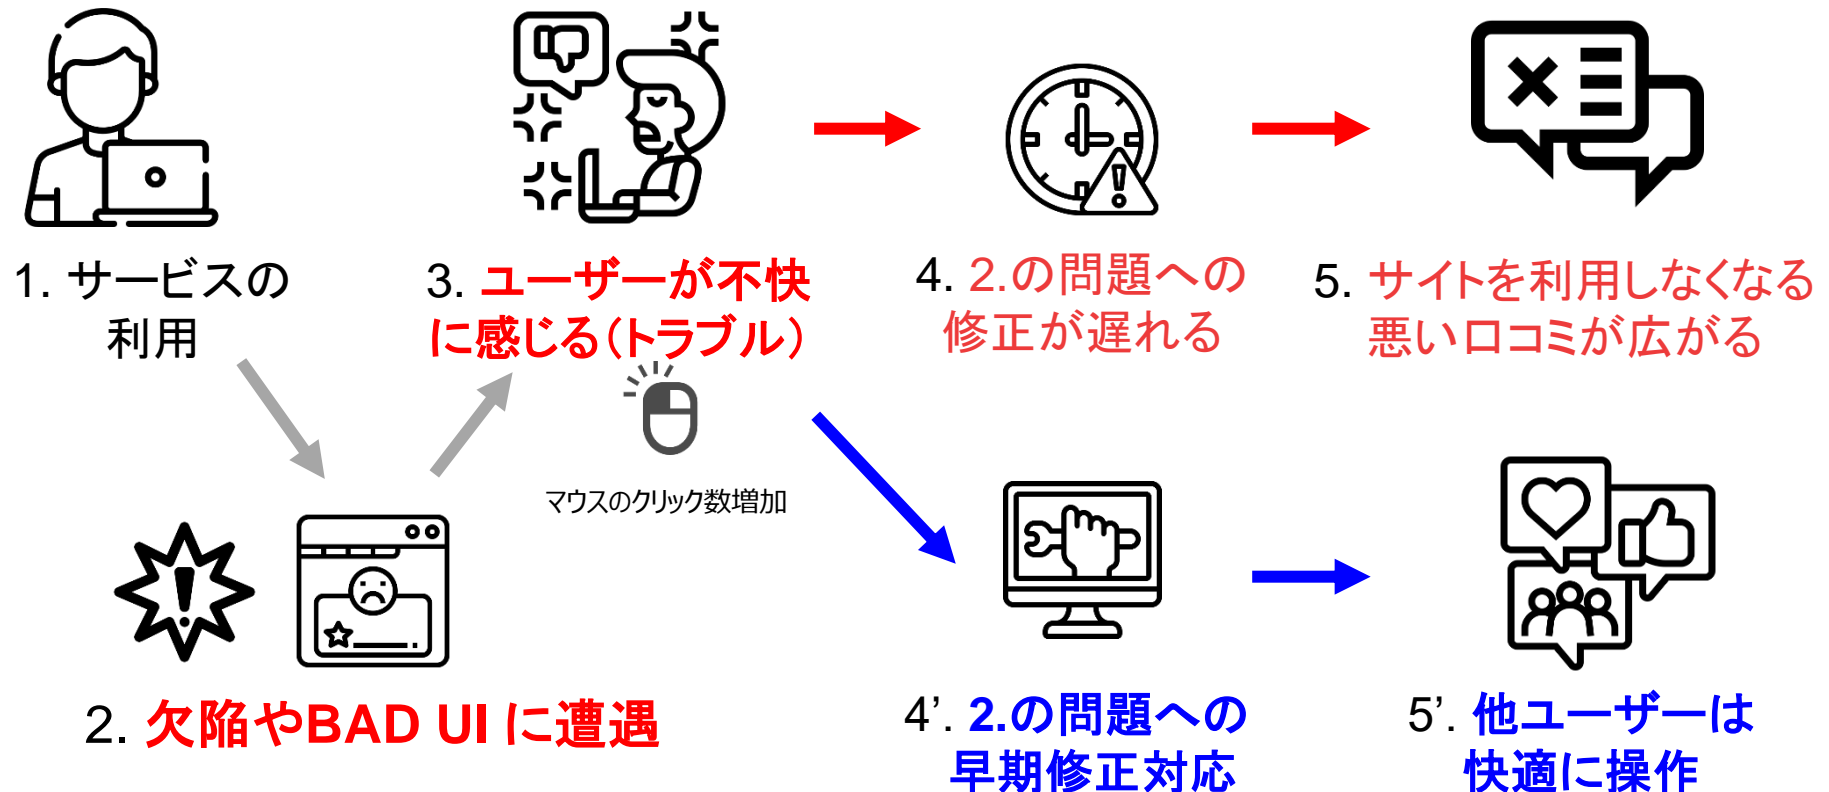 1. サービスの
利用
2. 欠陥やBAD UI に遭遇
3. ユーザーが不快
に感じる（トラブル）
マウスのクリック数増加
4. 2.の問題への
修正が遅れる
5. サイトを利用しなくなる
悪い口コミが広がる
4’. 2.の問題への
早期修正対応
5’. 他ユーザーは
快適に操作